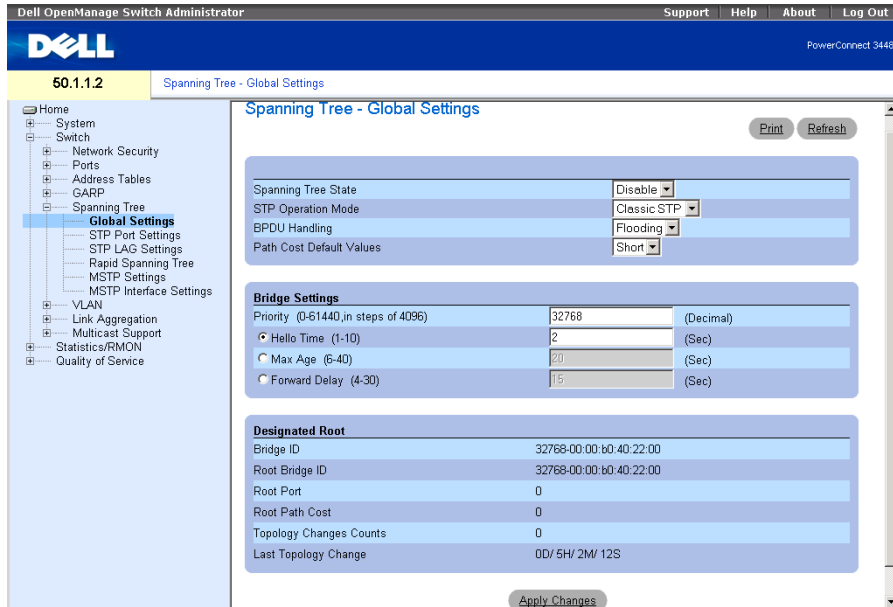 Dell OpenManage Switch Administrator
Support Help About Log Out
DELL
PowerConnect 3448
50.1.1.2
Spanning Tree - Global Settings
Home
System
Switch
Network Security
Ports
Address Tables
GARP
Spanning Tree
Global Settings
STP Port Settings
STP LAG Settings
Rapid Spanning Tree
MSTP Settings
MSTP Interface Settings
VLAN
Link Aggregation
Multicast Support
Statistics/RMON
Quality of Service
Spanning Tree - Global Settings
Print Refresh
Spanning Tree State Disable
STP Operation Mode Classic STP
BPDU Handling Flooding
Path Cost Default Values Short
Bridge Settings
Priority (0-61440,in steps of 4096) 32768 (Decimal)
Hello Time (1-10) 2 (Sec)
Max Age (6-40) 20 (Sec)
Forward Delay (4-30) 15 (Sec)
Designated Root
Bridge ID 32768-00:00:b0:40:22:00
Root Bridge ID 32768-00:00:b0:40:22:00
Root Port 0
Root Path Cost 0
Topology Changes Counts 0
Last Topology Change 0D/ 5H/ 2M/ 12S
Apply Changes